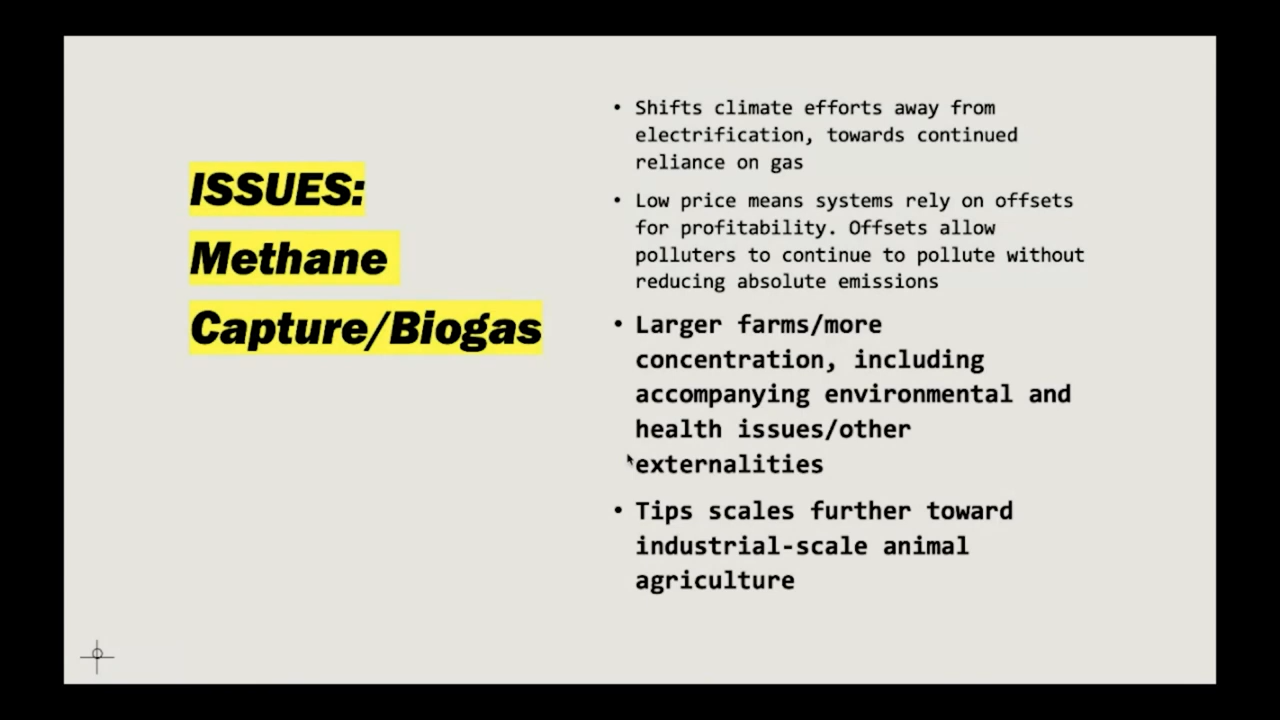 ISSUES:
Methane
Capture/Biogas
• Shifts climate efforts away from
electrification, towards continued
reliance on gas
• Low price means systems rely on offsets
for profitability. Offsets allow
polluters to continue to pollute without
reducing absolute emissions
• Larger farms/more
concentration, including
accompanying environmental and
health issues/other
externalities
• Tips scales further toward
industrial-scale animal
agriculture